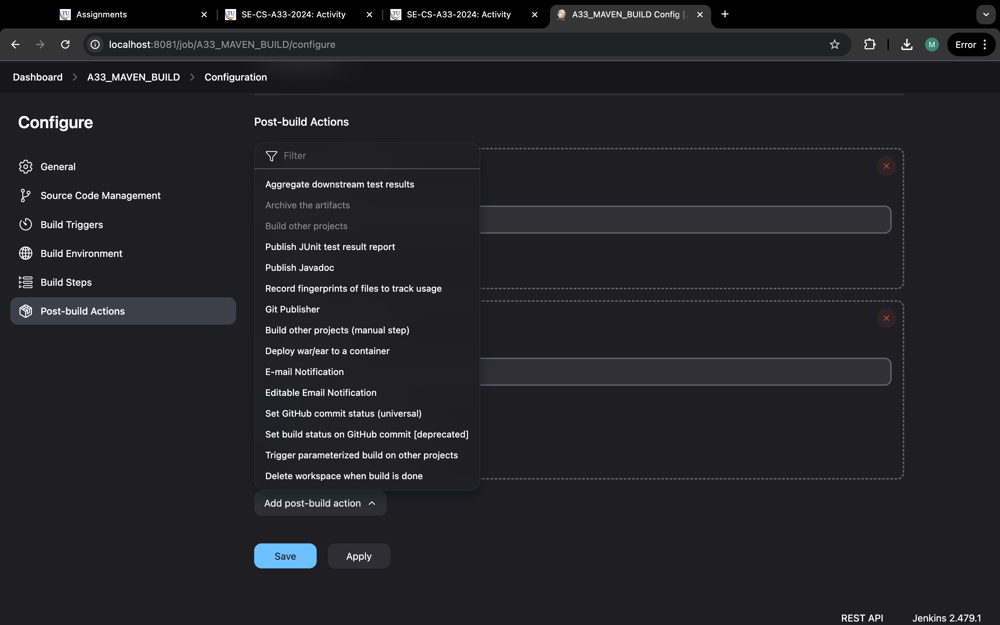 Assignments
SE-CS-A33-2024: Activity
SE-CS-A33-2024: Activity
A33_MAVEN_BUILD Config [
localhost:8081/job/A33_MAVEN_BUILD/configure
M
Error
Dashboard
A33_MAVEN_BUILD
Configuration
Configure
General
Source Code Management
Build Triggers
Build Environment
Build Steps
Post-build Actions
Post-build Actions
Filter
Aggregate downstream test results
Archive the artifacts
Build other projects
Publish JUnit test result report
Publish Javadoc
Record fingerprints of files to track usage
Git Publisher
Build other projects (manual step)
Deploy war/ear to a container
E-mail Notification
Editable Email Notification
Set GitHub commit status (universal)
Set build status on GitHub commit [deprecated]
Trigger parameterized build on other projects
Delete workspace when build is done
Add post-build action
Save
Apply
REST API
Jenkins 2.479.1